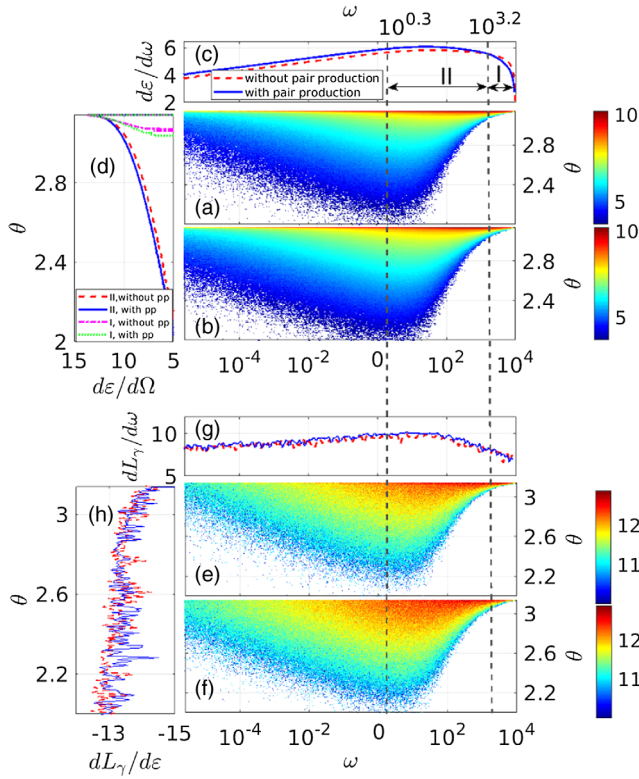 ω
10^0.3 10^3.2
dε/dω
6
4
2
(c)
without pair production
with pair production
II
I
θ
2.8
2.4
2
(d)
II,without pp
II, with pp
I, without pp
I, with pp
15 10 5
dε/dΩ
(a)
2.8
2.4
θ
10
5
(b)
2.8
2.4
θ
10
5
10^-4 10^-2 0 10^2 10^4
dL_γ/dω
10
5
(g)
θ
3
2.6
2.2
(h)
-13 -15
dL_γ/dε
(e)
3
2.6
2.2
θ
12
11
(f)
3
2.6
2.2
θ
12
11
10^-4 10^-2 0 10^2 10^4
ω